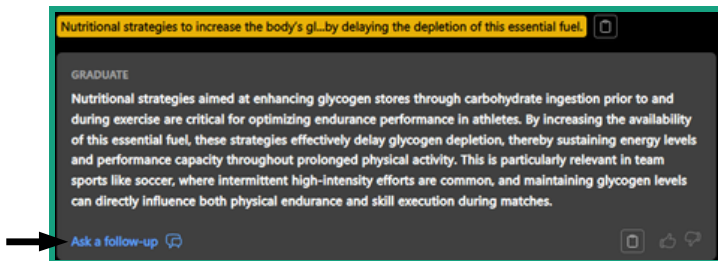 Nutritional strategies to increase the body's gl...by delaying the depletion of this essential fuel.
GRADUATE
Nutritional strategies aimed at enhancing glycogen stores through carbohydrate ingestion prior to and
during exercise are critical for optimizing endurance performance in athletes. By increasing the availability
of this essential fuel, these strategies effectively delay glycogen depletion, thereby sustaining energy levels
and performance capacity throughout prolonged physical activity. This is particularly relevant in team
sports like soccer, where intermittent high-intensity efforts are common, and maintaining glycogen levels
can directly influence both physical endurance and skill execution during matches.
Ask a follow-up